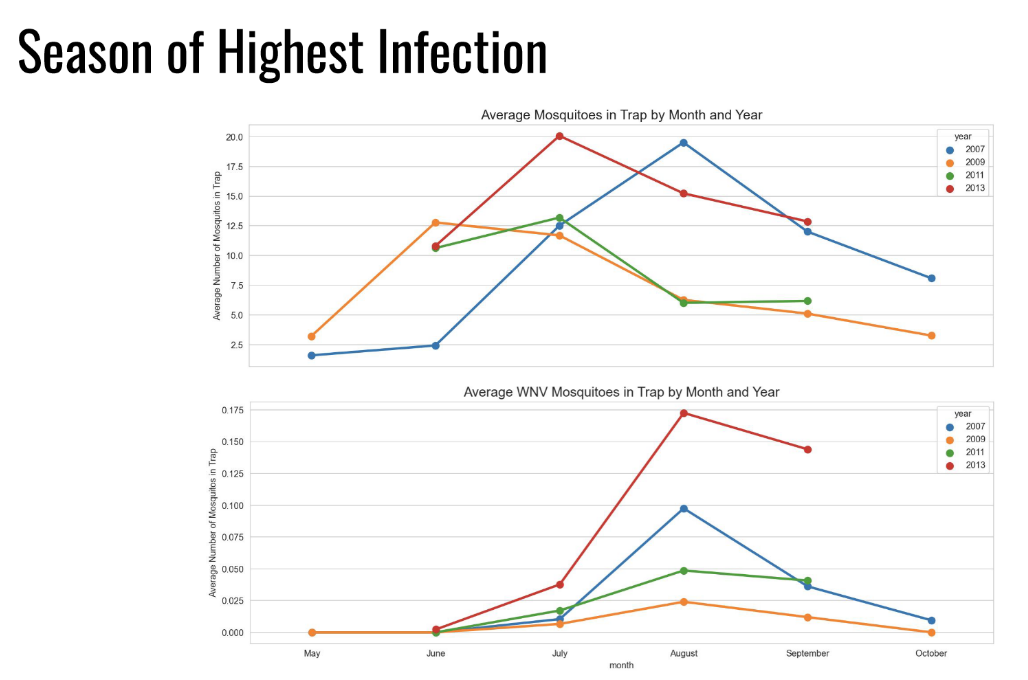 Season of Highest Infection
Average Mosquitoes in Trap by Month and Year
Average Number of Mosquitos in Trap
20.0
17.5
15.0
12.5
10.0
7.5
5.0
2.5
year
2007
2009
2011
2013
Average WNV Mosquitoes in Trap by Month and Year
Average Number of Mosquitos in Trap
0.175
0.150
0.125
0.100
0.075
0.050
0.025
0.000
year
2007
2009
2011
2013
May June July August September October
month